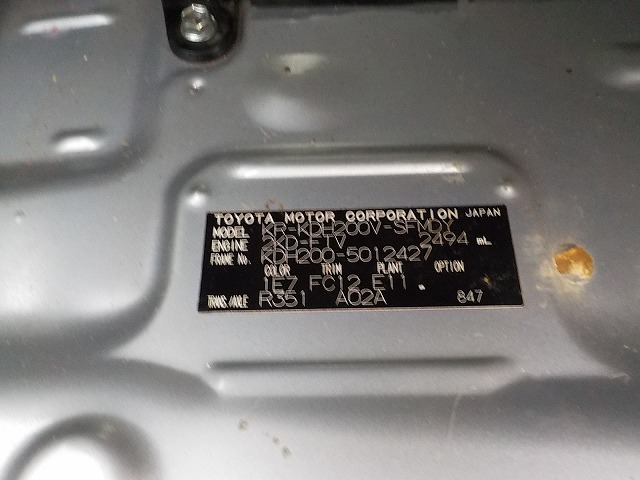 TOYOTA MOTOR CORPORATION JAPAN
MODEL KR-KDH200V-SFMDY
ENGINE 2KD-FTV 2494 mL
FRAME No. KDH200-5012427
COLOR TRIM PLANT OPTION
1E7 FC12 E11
TRANS/AXLE R351 A02A 847